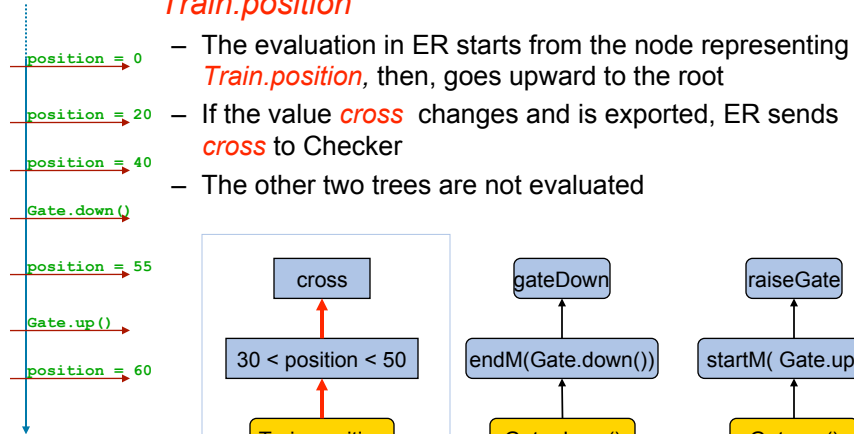 Train.position
– The evaluation in ER starts from the node representing
Train.position, then, goes upward to the root
– If the value cross changes and is exported, ER sends
cross to Checker
– The other two trees are not evaluated
position = 0
position = 20
position = 40
Gate.down()
position = 55
Gate.up()
position = 60
cross
gateDown
raiseGate
30 < position < 50
endM(Gate.down())
startM( Gate.up